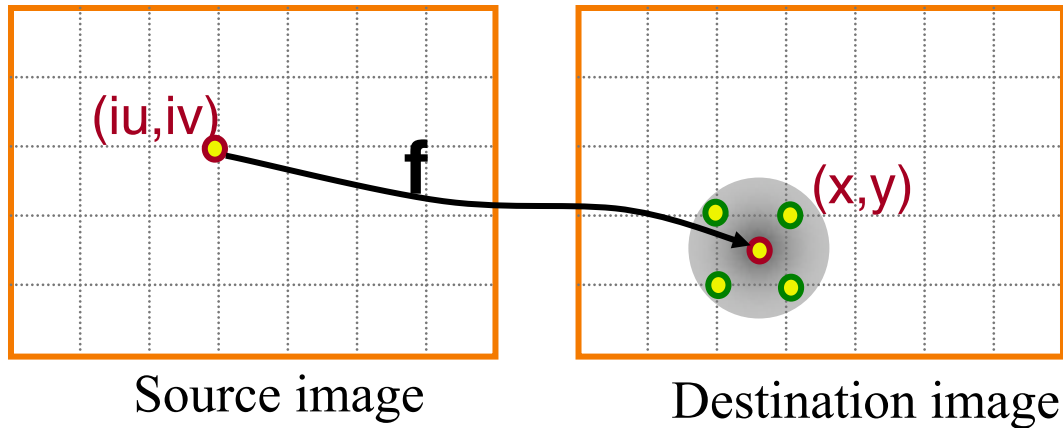 (iu,iv)
f
(x,y)
Source image
Destination image